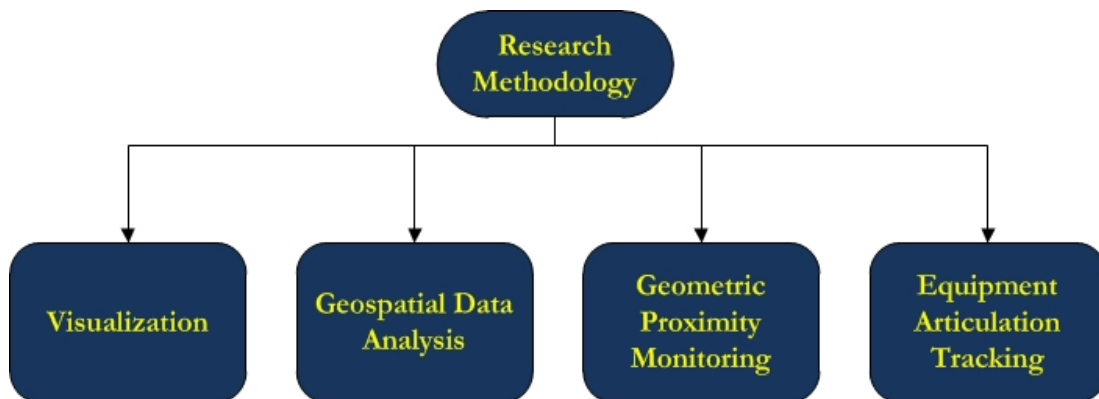 Research
Methodology
Visualization
Geospatial Data
Analysis
Geometric
Proximity
Monitoring
Equipment
Articulation
Tracking